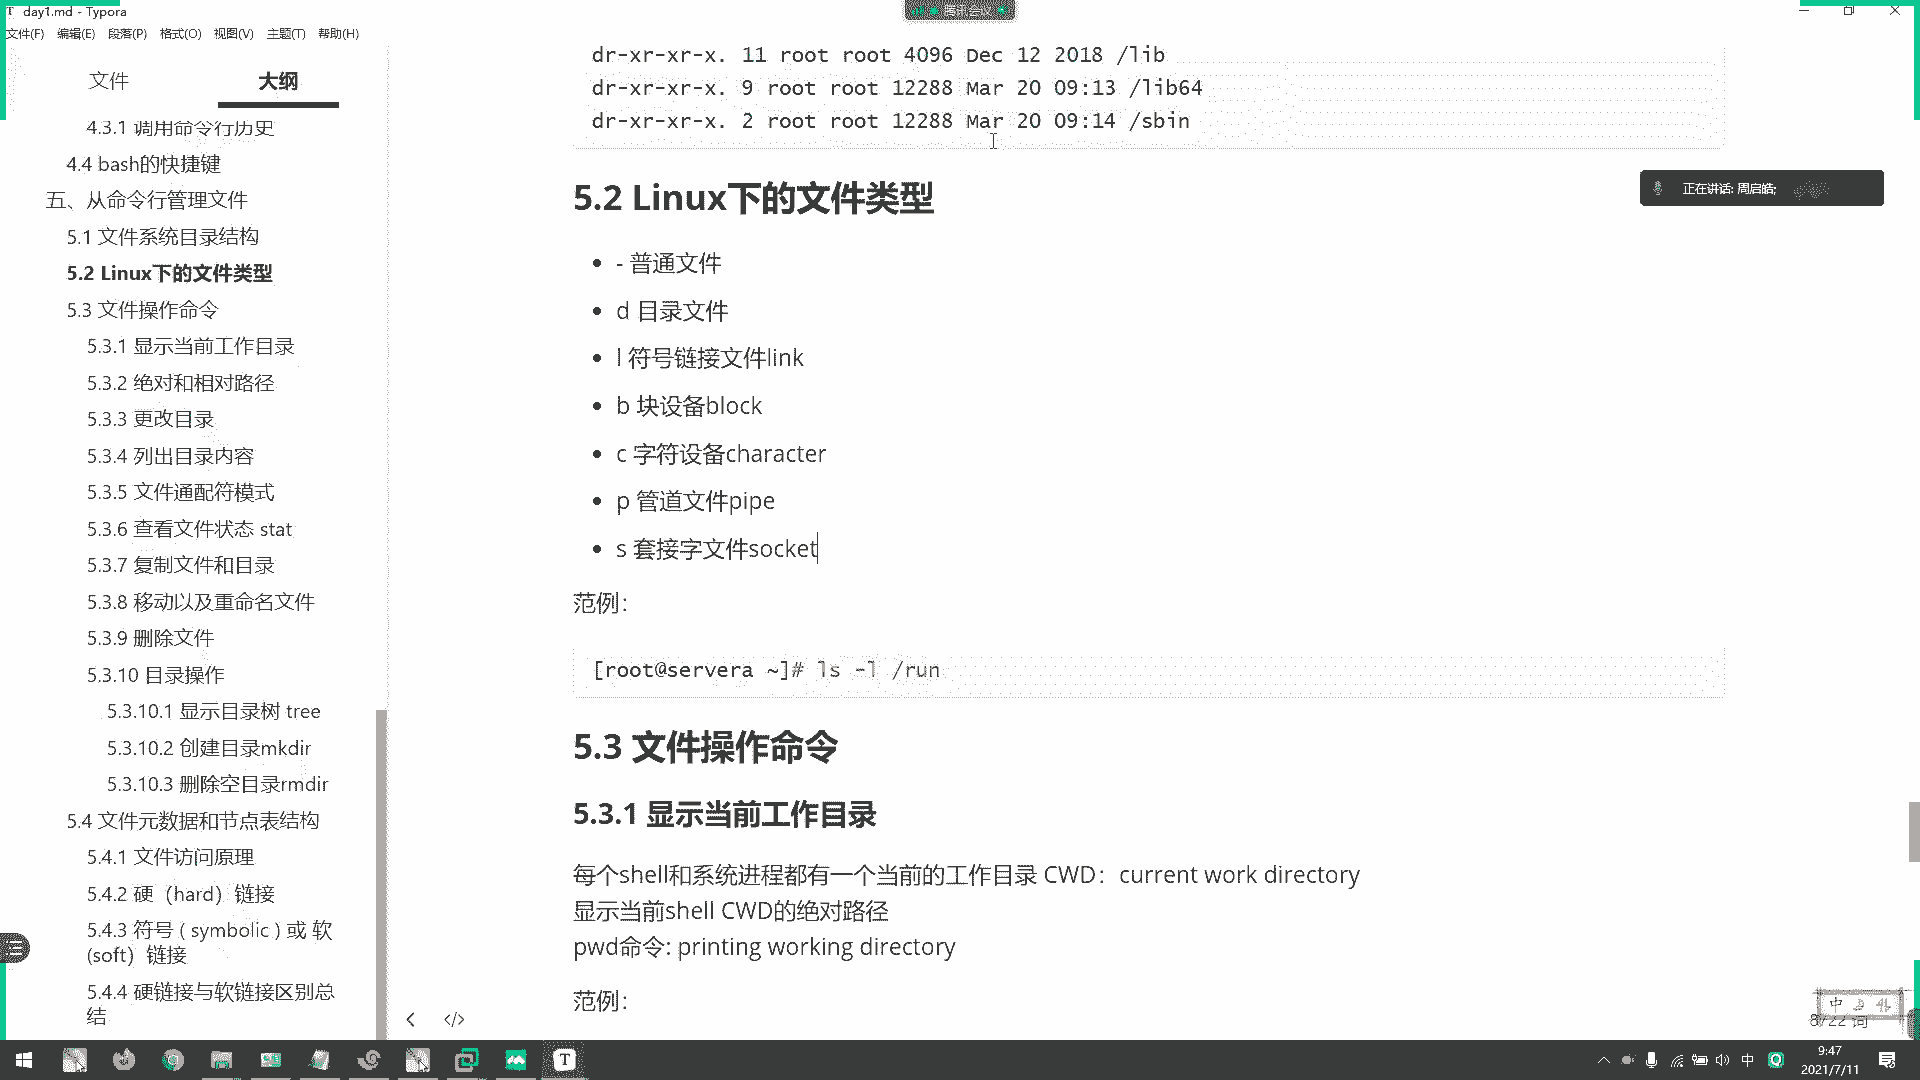 day1.md - Typora
腾讯会议
文件(F) 编辑(E) 段落(P) 格式(O) 视图(V) 主题(T) 帮助(H)
文件 大纲
4.3.1 调用命令行历史
4.4 bash的快捷键
五、从命令行管理文件
5.1 文件系统目录结构
5.2 Linux下的文件类型
5.3 文件操作命令
5.3.1 显示当前工作目录
5.3.2 绝对和相对路径
5.3.3 更改目录
5.3.4 列出目录内容
5.3.5 文件通配符模式
5.3.6 查看文件状态 stat
5.3.7 复制文件和目录
5.3.8 移动以及重命名文件
5.3.9 删除文件
5.3.10 目录操作
5.3.10.1 显示目录树 tree
5.3.10.2 创建目录mkdir
5.3.10.3 删除空目录rmdir
5.4 文件元数据和节点表结构
5.4.1 文件访问原理
5.4.2 硬（hard）链接
5.4.3 符号 ( symbolic ) 或 软
(soft）链接
5.4.4 硬链接与软链接区别总
结
dr-xr-xr-x. 11 root root 4096 Dec 12 2018 /lib
dr-xr-xr-x. 9 root root 12288 Mar 20 09:13 /lib64
dr-xr-xr-x. 2 root root 12288 Mar 20 09:14 /sbin
5.2 Linux下的文件类型
- 普通文件
d 目录文件
l 符号链接文件link
b 块设备block
c 字符设备character
p 管道文件pipe
s 套接字文件socket
范例：
[root@servera ~]# ls -l /run
5.3 文件操作命令
5.3.1 显示当前工作目录
每个shell和系统进程都有一个当前的工作目录 CWD：current work directory
显示当前shell CWD的绝对路径
pwd命令: printing working directory
范例：
正在讲话: 周启皓;
中
词
中
9:47
2021/7/11